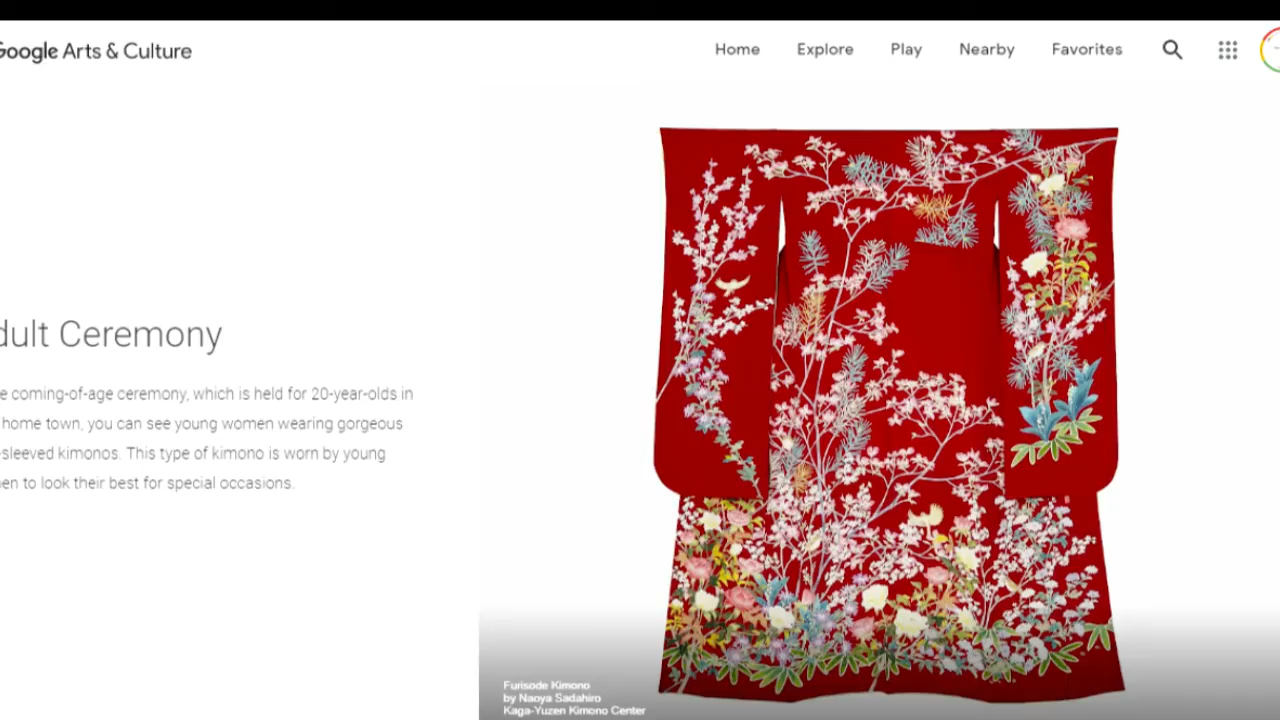 Google Arts & Culture
Home Explore Play Nearby Favorites
dult Ceremony
e coming-of-age ceremony, which is held for 20-year-olds in
home town, you can see young women wearing gorgeous
-sleeved kimonos. This type of kimono is worn by young
en to look their best for special occasions.
Furisode Kimono
by Naoya Sadahiro
Kaga-Yuzen Kimono Center